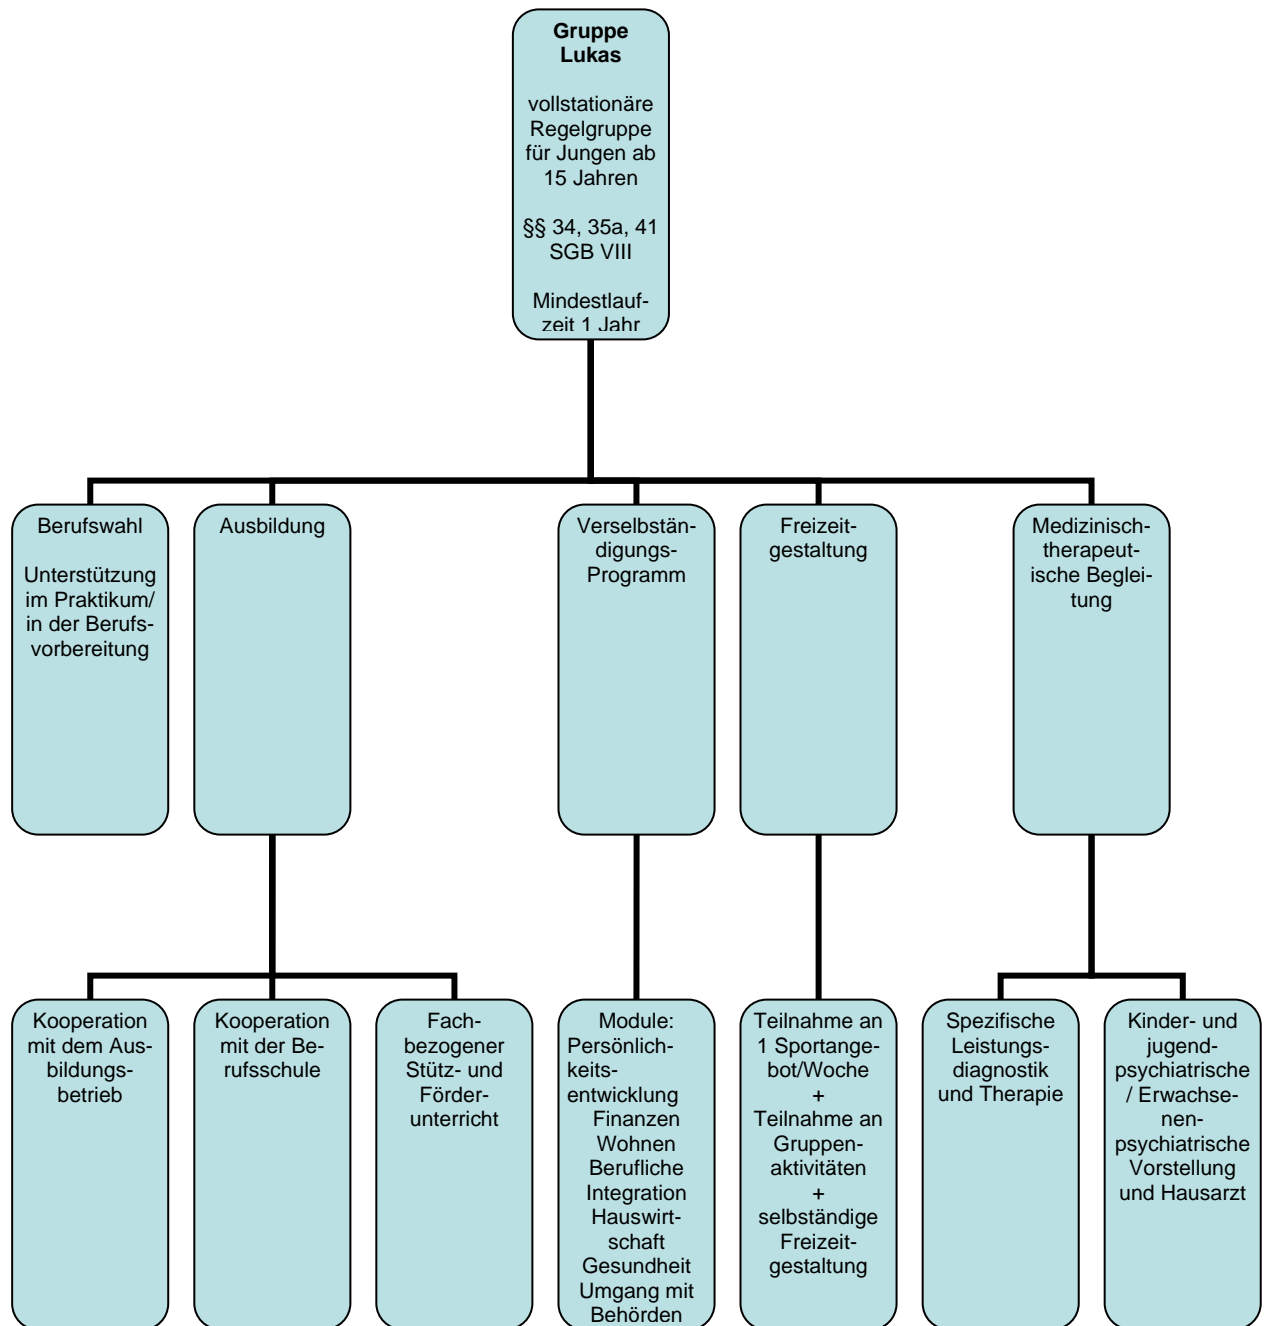 Gruppe
Lukas
vollstationäre
Regelgruppe
für Jungen ab
15 Jahren
§§ 34, 35a, 41
SGB VIII
Mindestlauf-
zeit 1 Jahr
Berufswahl
Unterstützung
im Praktikum/
in der Berufs-
vorbereitung
Ausbildung
Verselbstän-
digungs-
Programm
Freizeit-
gestaltung
Medizinisch-
therapeut-
ische Beglei-
tung
Kooperation
mit dem Aus-
bildungs-
betrieb
Kooperation
mit der Be-
rufsschule
Fach-
bezogener
Stütz- und
Förder-
unterricht
Module:
Persönlich-
keits-
entwicklung
Finanzen
Wohnen
Berufliche
Integration
Hauswirt-
schaft
Gesundheit
Umgang mit
Behörden
Teilnahme an
1 Sportange-
bot/Woche
+
Teilnahme an
Gruppen-
aktivitäten
+
selbständige
Freizeit-
gestaltung
Spezifische
Leistungs-
diagnostik
und Therapie
Kinder- und
jugend-
psychiatrische
/ Erwachse-
nen-
psychiatrische
Vorstellung
und Hausarzt